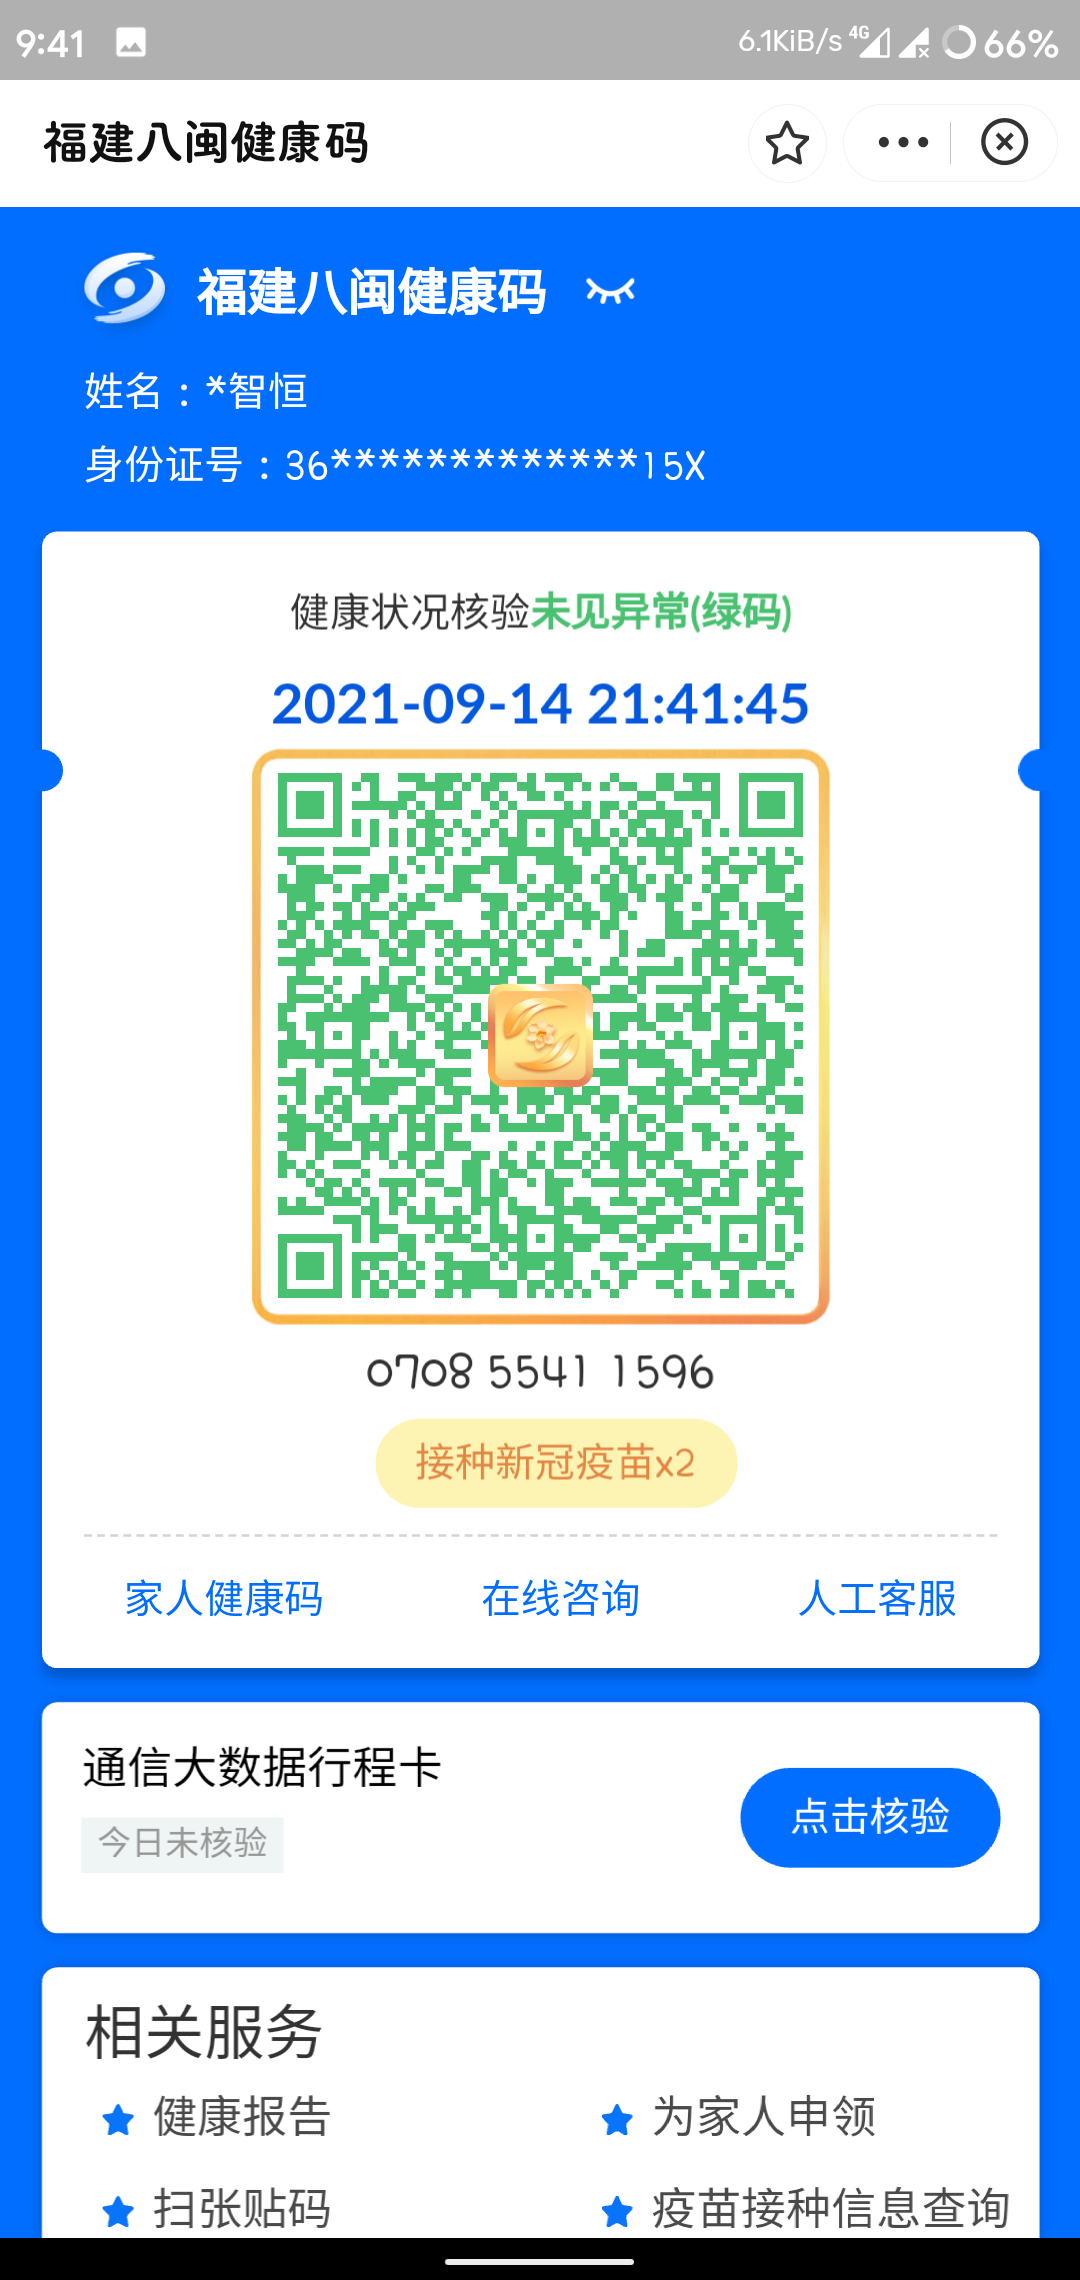 9:41
6.1KiB/s 4G 66%
福建八闽健康码
福建八闽健康码
姓名：*智恒
身份证号：36*************15X
健康状况核验未见异常(绿码)
2021-09-14 21:41:45
0708 5541 1596
接种新冠疫苗x2
家人健康码 在线咨询 人工客服
通信大数据行程卡
今日未核验
点击核验
相关服务
健康报告 为家人申领
扫张贴码 疫苗接种信息查询